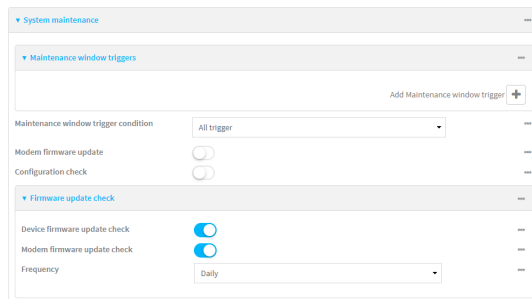 System maintenance
Maintenance window triggers
Add Maintenance window trigger
Maintenance window trigger condition
All trigger
Modem firmware update
Configuration check
Firmware update check
Device firmware update check
Modem firmware update check
Frequency
Daily